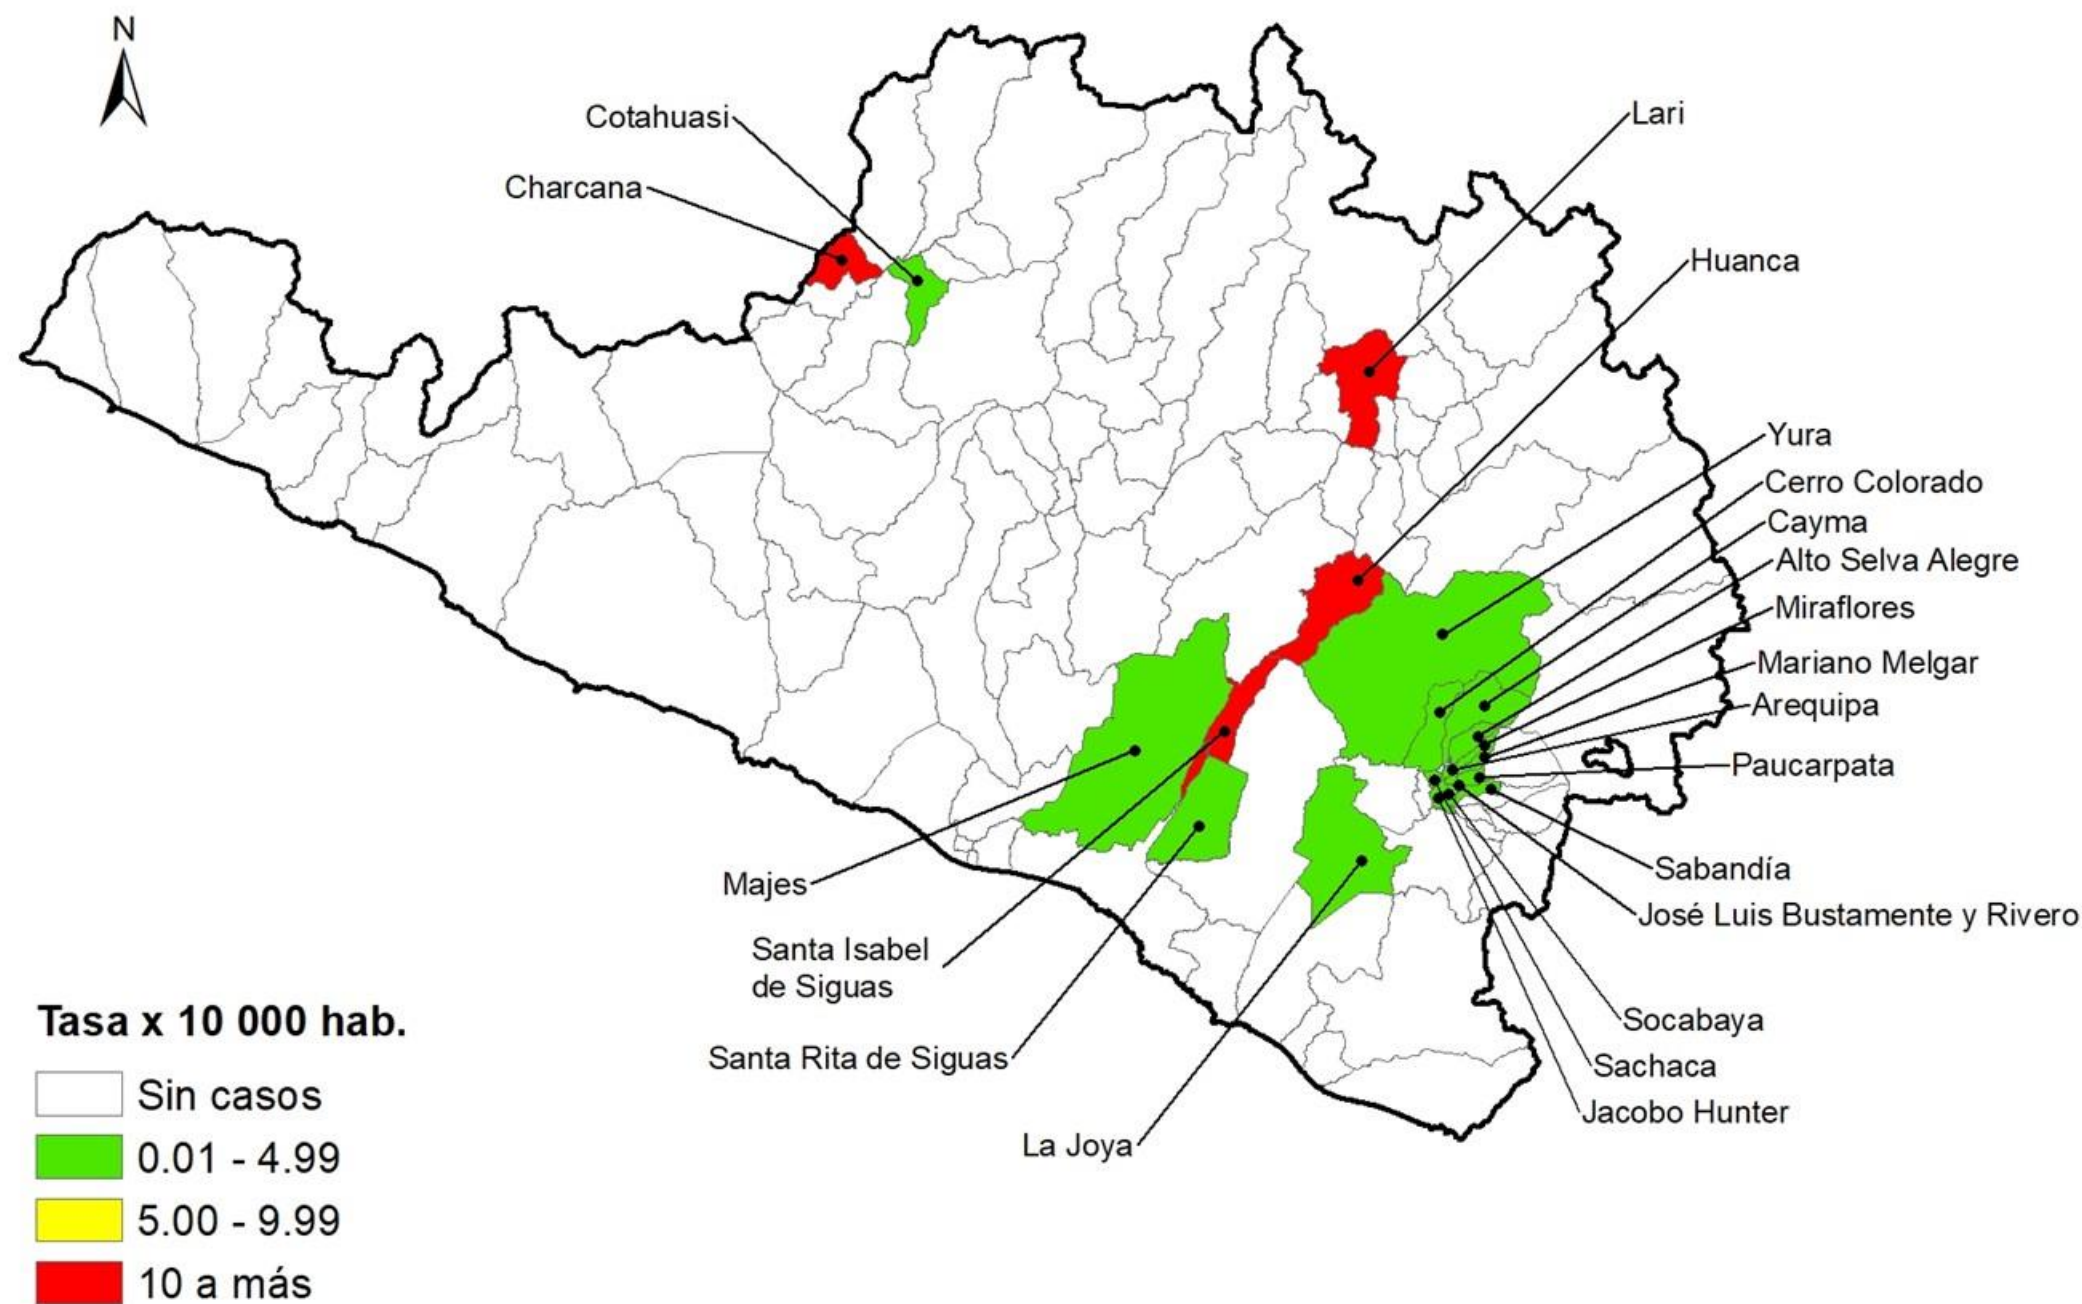 N
Cotahuasi
Charcana
Lari
Huanca
Yura
Cerro Colorado
Cayma
Alto Selva Alegre
Miraflores
Mariano Melgar
Arequipa
Paucarpata
Sabandía
José Luis Bustamente y Rivero
Socabaya
Sachaca
Jacobo Hunter
Majes
Santa Isabel
de Siguas
Santa Rita de Siguas
La Joya
Tasa x 10 000 hab.
Sin casos
0.01 - 4.99
5.00 - 9.99
10 a más